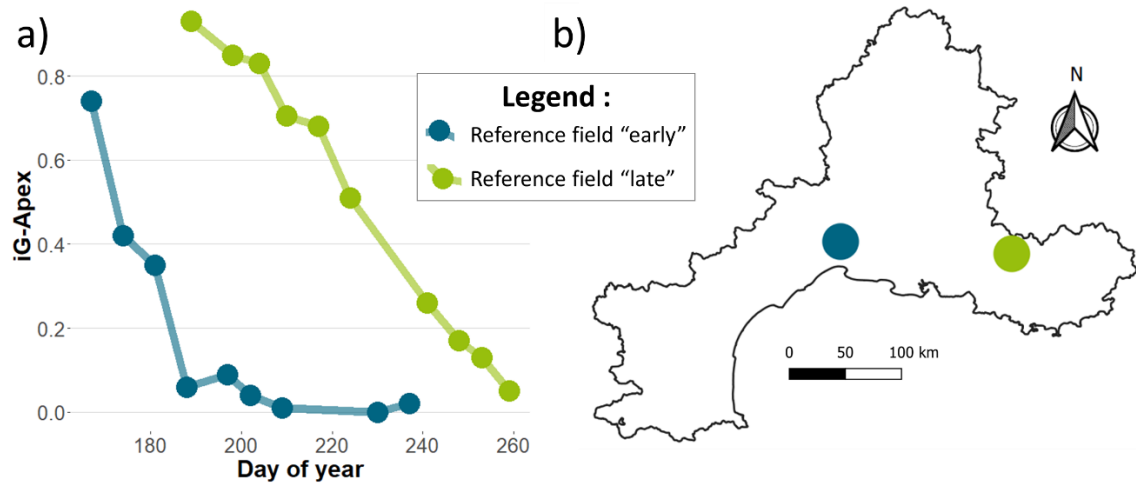 a)
iG-Apex
0.8
0.6
0.4
0.2
0.0
180
200
220
240
260
Day of year
Legend :
Reference field “early”
Reference field “late”
b)
N
0
50
100 km